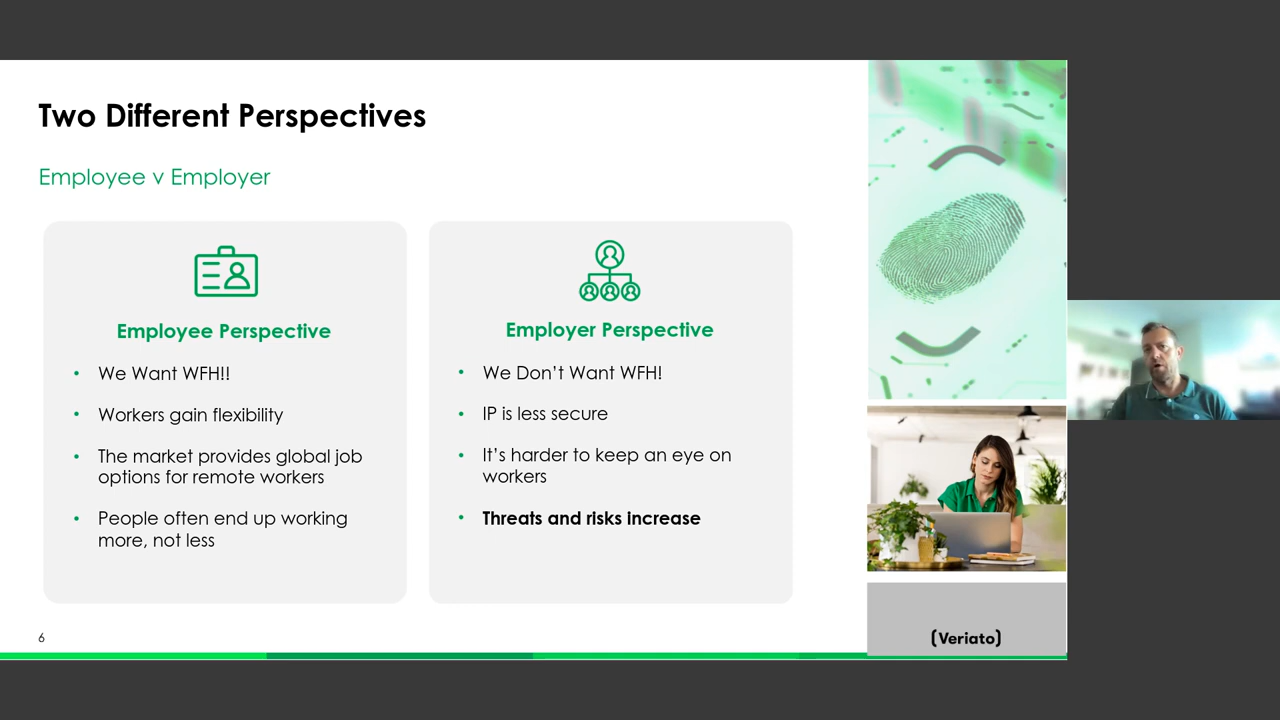 Two Different Perspectives
Employee v Employer
Employee Perspective
• We Want WFH!!
• Workers gain flexibility
• The market provides global job
options for remote workers
• People often end up working
more, not less
Employer Perspective
• We Don’t Want WFH!
• IP is less secure
• It’s harder to keep an eye on
workers
• Threats and risks increase
6
(Veriato)